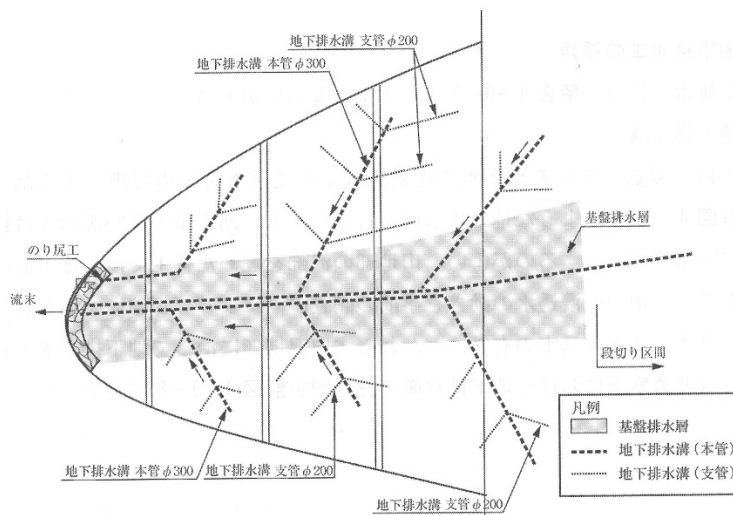 地下排水溝 支管φ200
地下排水溝 本管φ300
基盤排水層
のり尻工
流末
段切り区間
地下排水溝 本管φ300
地下排水溝 支管φ200
地下排水溝 支管φ200
凡例
基盤排水層
地下排水溝(本管)
地下排水溝(支管)